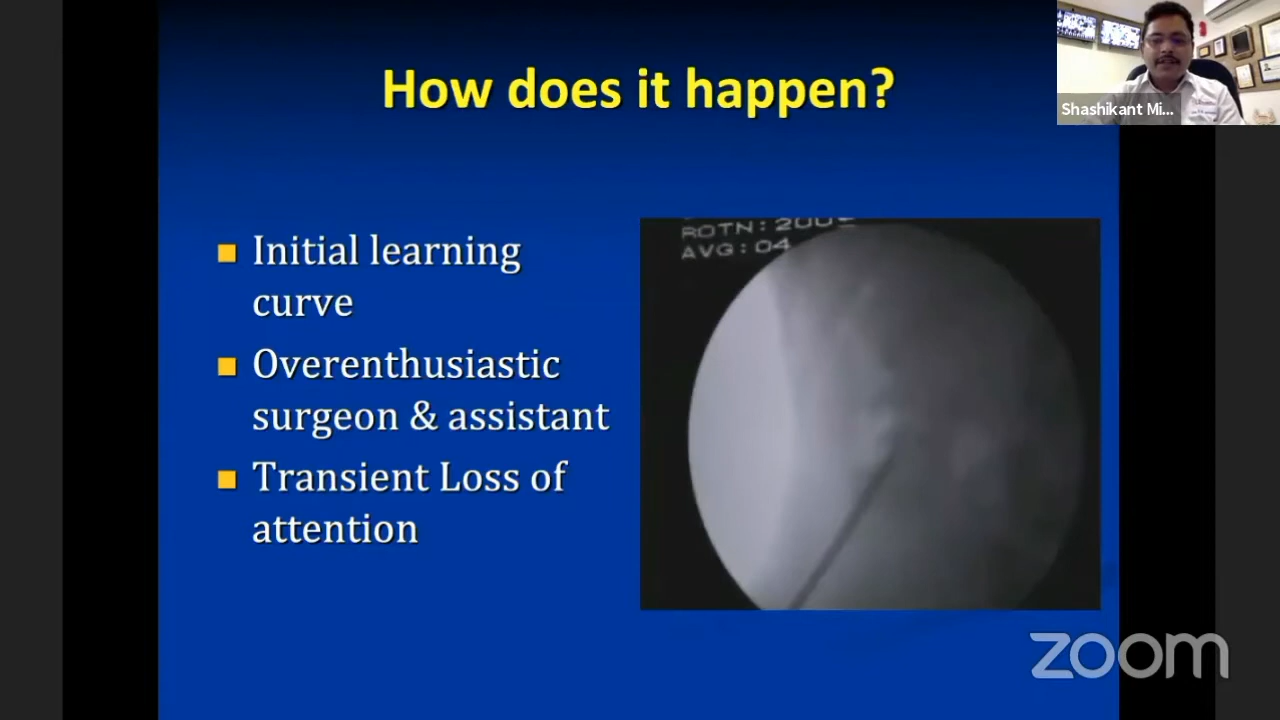 How does it happen?
Shashikant Mi...
Initial learning
curve
Overenthusiastic
surgeon & assistant
Transient Loss of
attention
ROTN: 200
AVG: 04
zoom